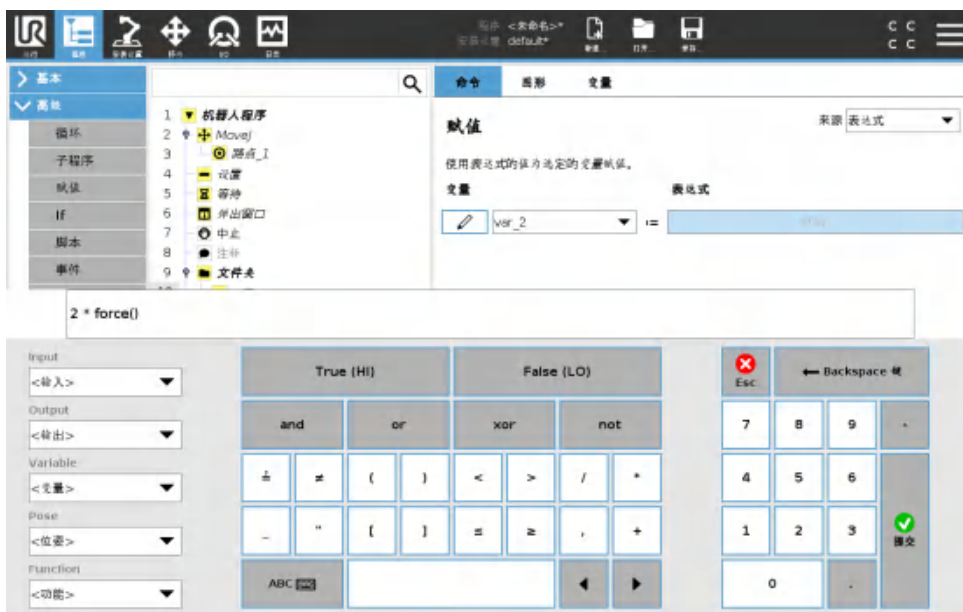 UR
程序 <未命名>*
安装设置 default*
新建...
打开...
保存...
C C
C C
基本
高级
循环
子程序
赋值
If
脚本
事件
1 机器人程序
2 MoveJ
3 路点_1
4 设置
5 等待
6 弹出窗口
7 中止
8 注释
9 文件夹
命令 图形 变量
赋值
来源 表达式
使用表达式的值为选定的变量赋值。
变量 表达式
var_2 :=
2 * force()
Input
<输入>
Output
<输出>
Variable
<变量>
Pose
<位姿>
Function
<功能>
True (HI) False (LO)
and or xor not
≟ ≠ ( ) < > / *
_ " [ ] ≤ ≥ , +
ABC
Esc
Backspace 键
7 8 9 -
4 5 6
1 2 3
提交
0 .